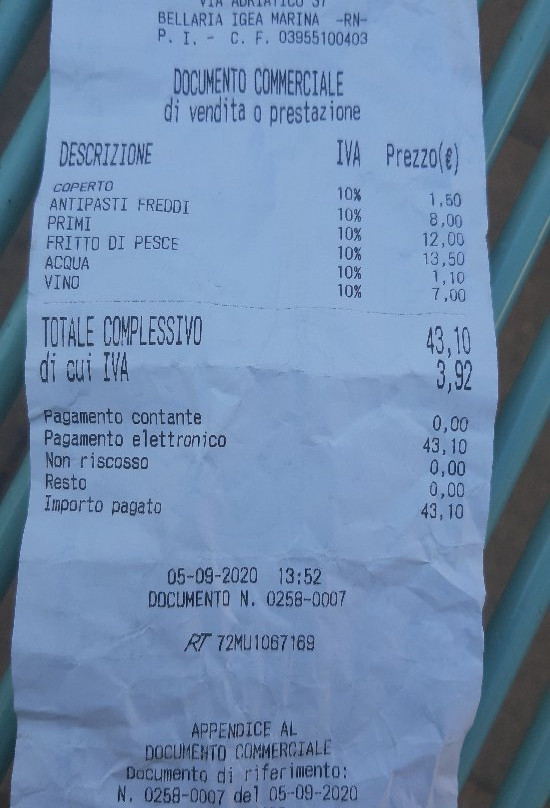 VIA ADRIATICO 37
BELLARIA IGEA MARINA -RN-
P. I. - C. F. 03955100403
DOCUMENTO COMMERCIALE
di vendita o prestazione
DESCRIZIONE IVA Prezzo(€)
COPERTO 10% 1,50
ANTIPASTI FREDDI 10% 8,00
PRIMI 10% 12,00
FRITTO DI PESCE 10% 13,50
ACQUA 10% 1,10
VINO 10% 7,00
TOTALE COMPLESSIVO 43,10
di cui IVA 3,92
Pagamento contante 0,00
Pagamento elettronico 43,10
Non riscosso 0,00
Resto 0,00
Importo pagato 43,10
05-09-2020 13:52
DOCUMENTO N. 0258-0007
RT 72MU1067169
APPENDICE AL
DOCUMENTO COMMERCIALE
Documento di riferimento:
N. 0258-0007 del 05-09-2020